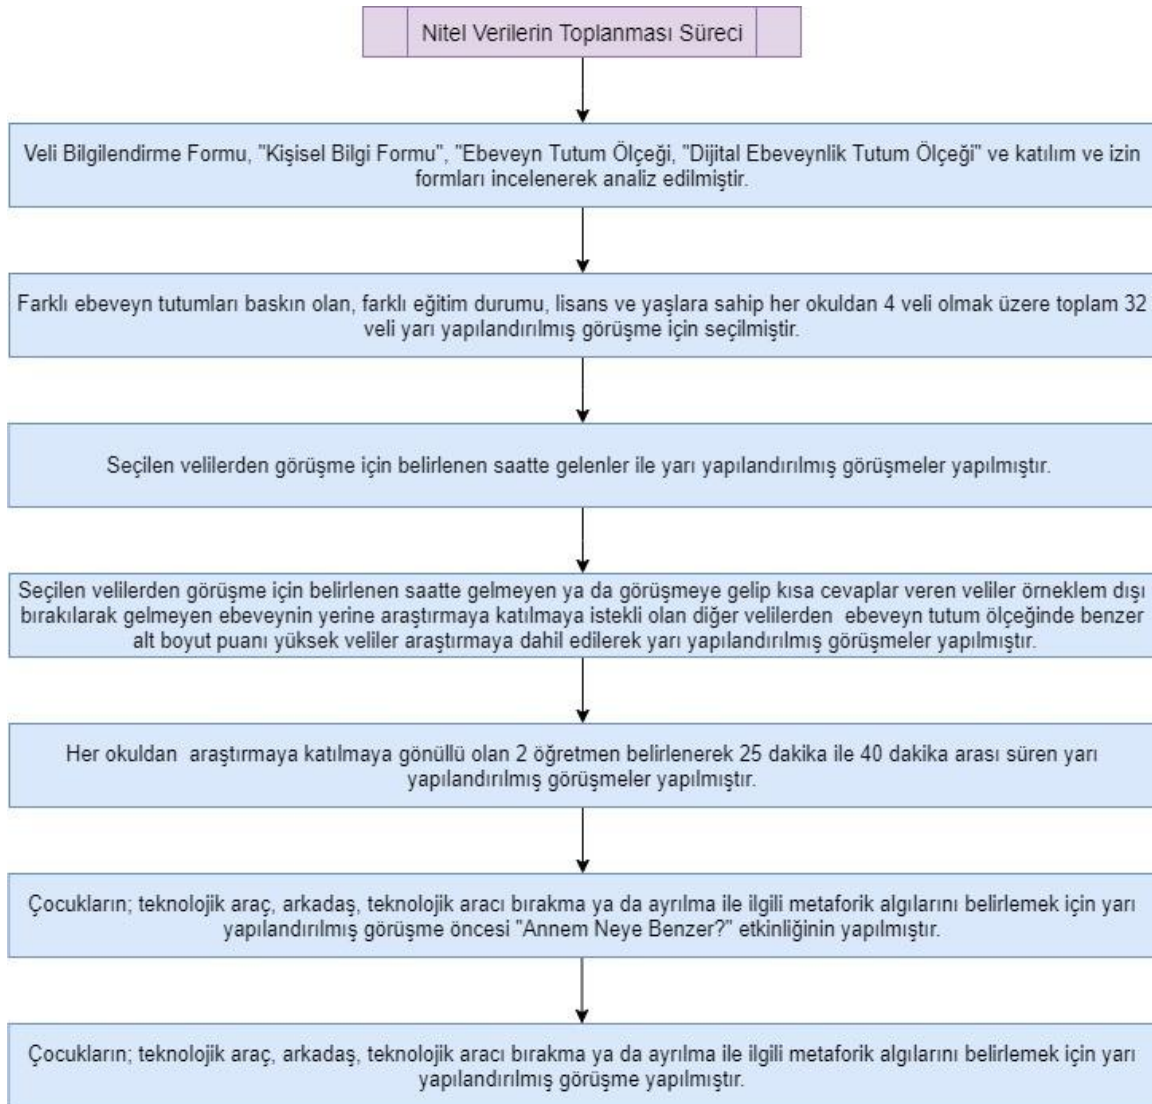 Nitel Verilerin Toplanması Süreci
Veli Bilgilendirme Formu, "Kişisel Bilgi Formu", "Ebeveyn Tutum Ölçeği, "Dijital Ebeveynlik Tutum Ölçeği" ve katılım ve izin
formları incelenerek analiz edilmiştir.
Farklı ebeveyn tutumları baskın olan, farklı eğitim durumu, lisans ve yaşlara sahip her okuldan 4 veli olmak üzere toplam 32
veli yarı yapılandırılmış görüşme için seçilmiştir.
Seçilen velilerden görüşme için belirlenen saatte gelenler ile yarı yapılandırılmış görüşmeler yapılmıştır.
Seçilen velilerden görüşme için belirlenen saatte gelmeyen ya da görüşmeye gelip kısa cevaplar veren veliler örneklem dışı
bırakılarak gelmeyen ebeveynin yerine araştırmaya katılmaya istekli olan diğer velilerden ebeveyn tutum ölçeğinde benzer
alt boyut puanı yüksek veliler araştırmaya dahil edilerek yarı yapılandırılmış görüşmeler yapılmıştır.
Her okuldan araştırmaya katılmaya gönüllü olan 2 öğretmen belirlenerek 25 dakika ile 40 dakika arası süren yarı
yapılandırılmış görüşmeler yapılmıştır.
Çocukların; teknolojik araç, arkadaş, teknolojik aracı bırakma ya da ayrılma ile ilgili metaforik algılarını belirlemek için yarı
yapılandırılmış görüşme öncesi "Annem Neye Benzer?" etkinliğinin yapılmıştır.
Çocukların; teknolojik araç, arkadaş, teknolojik aracı bırakma ya da ayrılma ile ilgili metaforik algılarını belirlemek için yarı
yapılandırılmış görüşme yapılmıştır.